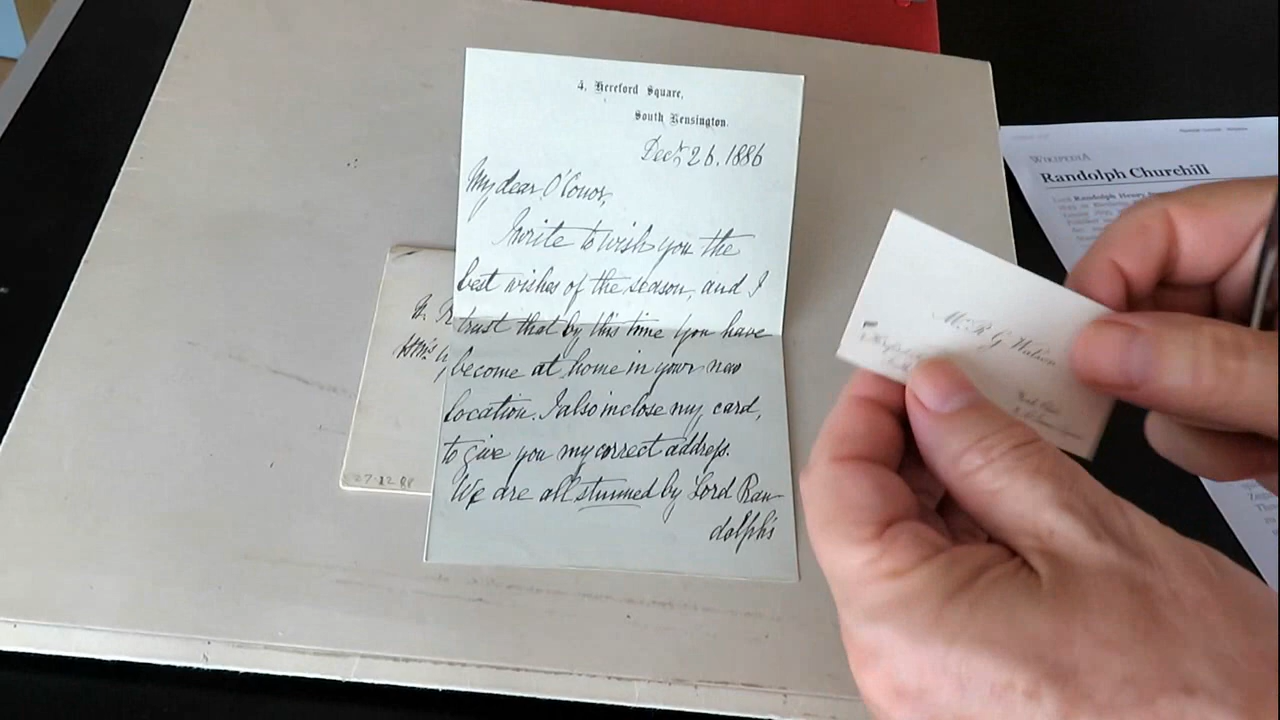 4, Hereford Square,
South Kensington.
Decr 26. 1886
My dear O'Conor,
I write to wish you the
best wishes of the season, and I
trust that by this time you have
become at home in your new
location. I also inclose my card,
to give you my correct address.
We are all stunned by Lord Ran-
dolph's
27.12 88
Mr. R. G. Watson
WIKIPEDIA
Randolph Churchill